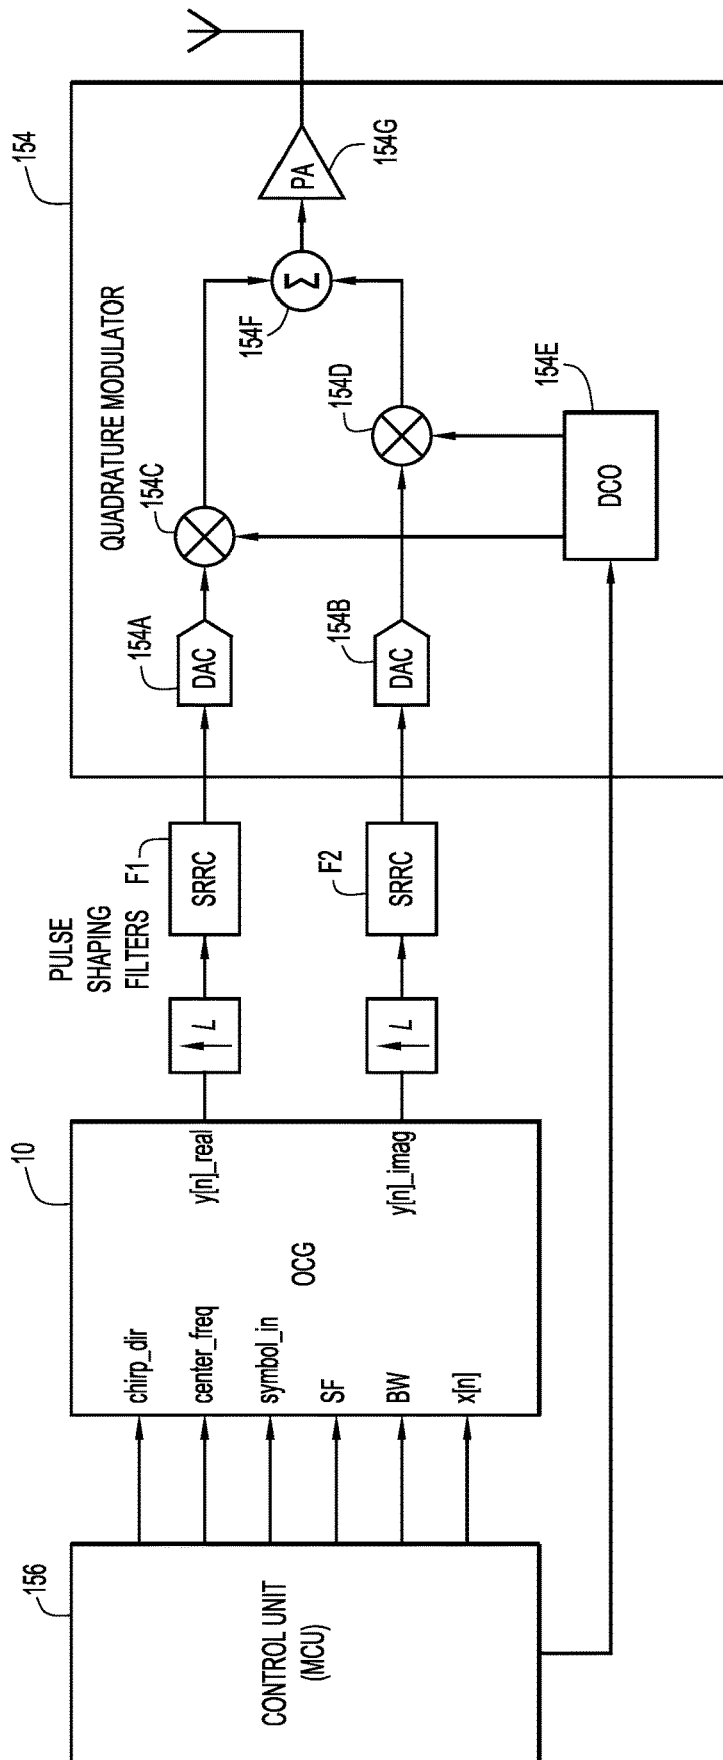 156
CONTROL UNIT
(MCU)
10
chirp_dir
center_freq
symbol_in
SF
BW
x[n]
OCG
y[n]_real
y[n]_imag
L
L
PULSE
SHAPING
FILTERS
F1
SRRC
F2
SRRC
154
QUADRATURE MODULATOR
154A
DAC
154B
DAC
154C
154D
154E
DCO
154F
Σ
PA
154G